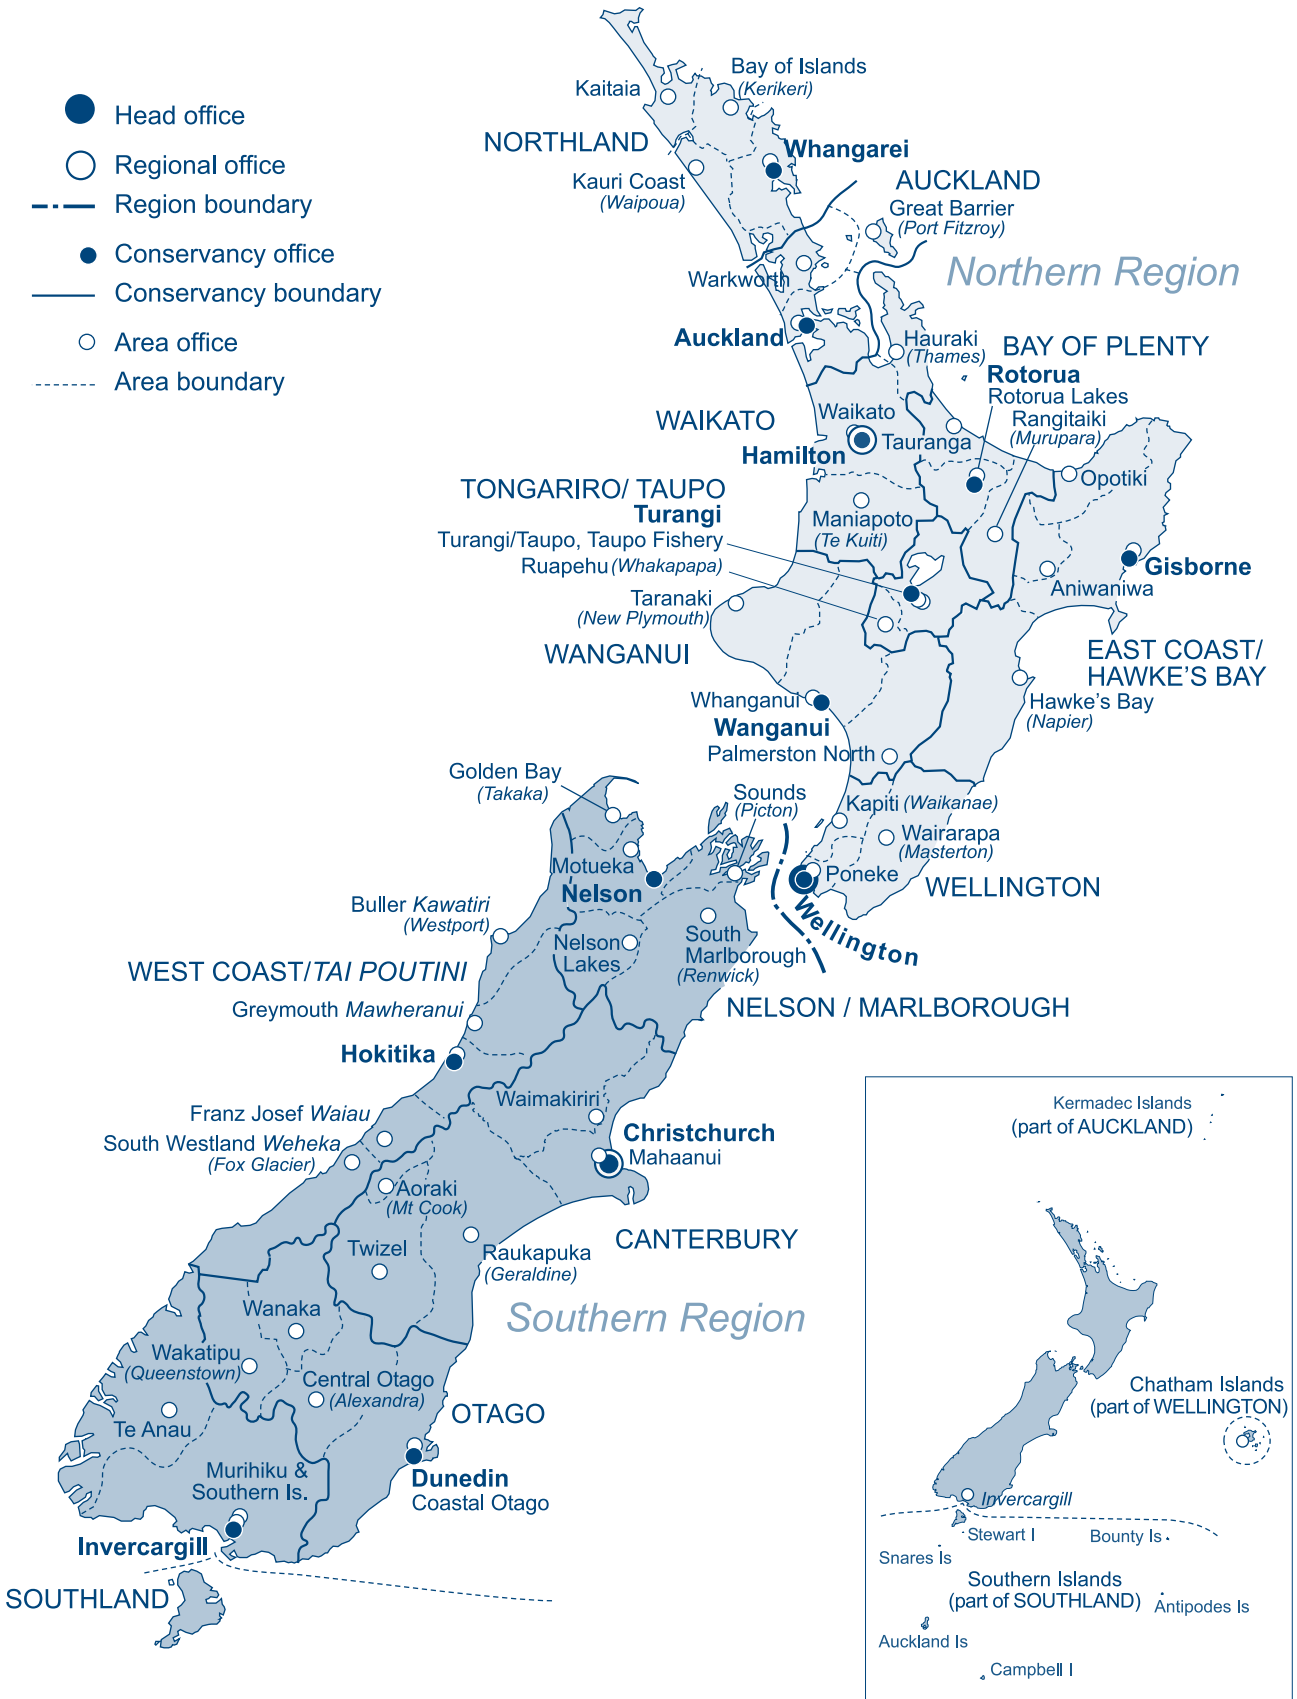 Head office
Regional office
Region boundary
Conservancy office
Conservancy boundary
Area office
Area boundary
Bay of Islands
(Kerikeri)
Kaitaia
NORTHLAND
Whangarei
Kauri Coast
(Waipoua)
AUCKLAND
Great Barrier
(Port Fitzroy)
Northern Region
Warkworth
Auckland
Hauraki
(Thames)
BAY OF PLENTY
Rotorua
Rotorua Lakes
Rangitaiki
(Murupara)
WAIKATO
Waikato
Tauranga
Hamilton
Opotiki
TONGARIRO/ TAUPO
Turangi
Turangi/Taupo, Taupo Fishery
Ruapehu (Whakapapa)
Maniapoto
(Te Kuiti)
Gisborne
Aniwaniwa
Taranaki
(New Plymouth)
WANGANUI
EAST COAST/
HAWKE'S BAY
Hawke's Bay
(Napier)
Whanganui
Wanganui
Palmerston North
Golden Bay
(Takaka)
Sounds
(Picton)
Kapiti (Waikanae)
Wairarapa
(Masterton)
Motueka
Nelson
Poneke
WELLINGTON
Wellington
Buller Kawatiri
(Westport)
Nelson
Lakes
South
Marlborough
(Renwick)
WEST COAST/TAI POUTINI
NELSON / MARLBOROUGH
Greymouth Mawheranui
Hokitika
Waimakiriri
Franz Josef Waiau
South Westland Weheka
(Fox Glacier)
Christchurch
Mahaanui
Aoraki
(Mt Cook)
CANTERBURY
Twizel
Raukapuka
(Geraldine)
Southern Region
Wanaka
Wakatipu
(Queenstown)
Central Otago
(Alexandra)
OTAGO
Te Anau
Murihiku &
Southern Is.
Dunedin
Coastal Otago
Invercargill
SOUTHLAND
Kermadec Islands
(part of AUCKLAND)
Chatham Islands
(part of WELLINGTON)
Invercargill
Stewart I
Bounty Is
Snares Is
Southern Islands
(part of SOUTHLAND)
Antipodes Is
Auckland Is
Campbell I